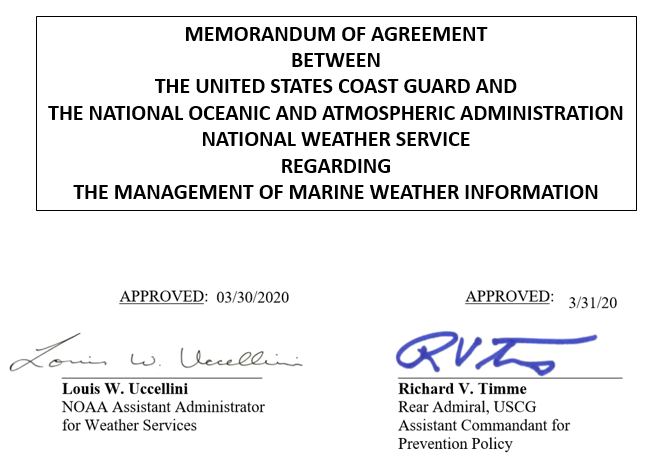 MEMORANDUM OF AGREEMENT
BETWEEN
THE UNITED STATES COAST GUARD AND
THE NATIONAL OCEANIC AND ATMOSPHERIC ADMINISTRATION
NATIONAL WEATHER SERVICE
REGARDING
THE MANAGEMENT OF MARINE WEATHER INFORMATION
APPROVED: 03/30/2020
Louis W. Uccellini
Louis W. Uccellini
NOAA Assistant Administrator
for Weather Services
APPROVED: 3/31/20
RVT
Richard V. Timme
Rear Admiral, USCG
Assistant Commandant for
Prevention Policy